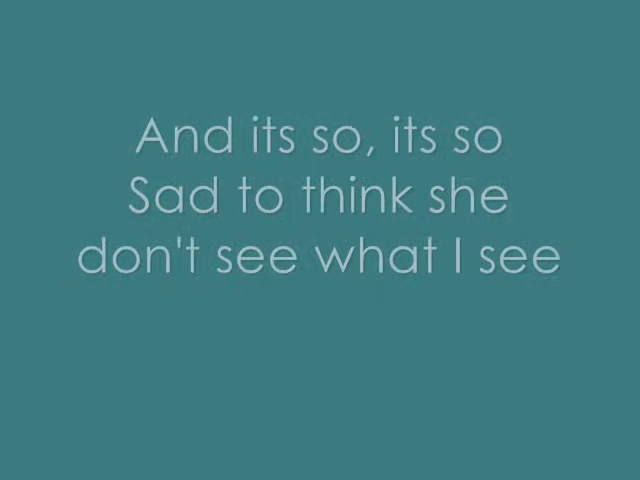 And its so, its so
Sad to think she
don't see what I see